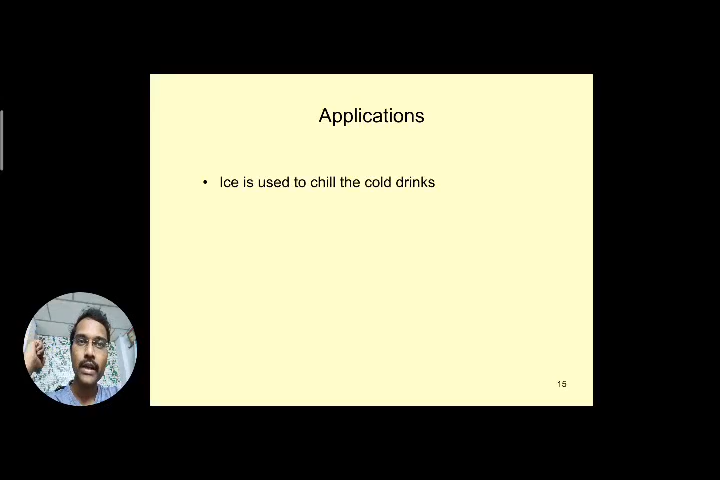 Applications
• Ice is used to chill the cold drinks
15